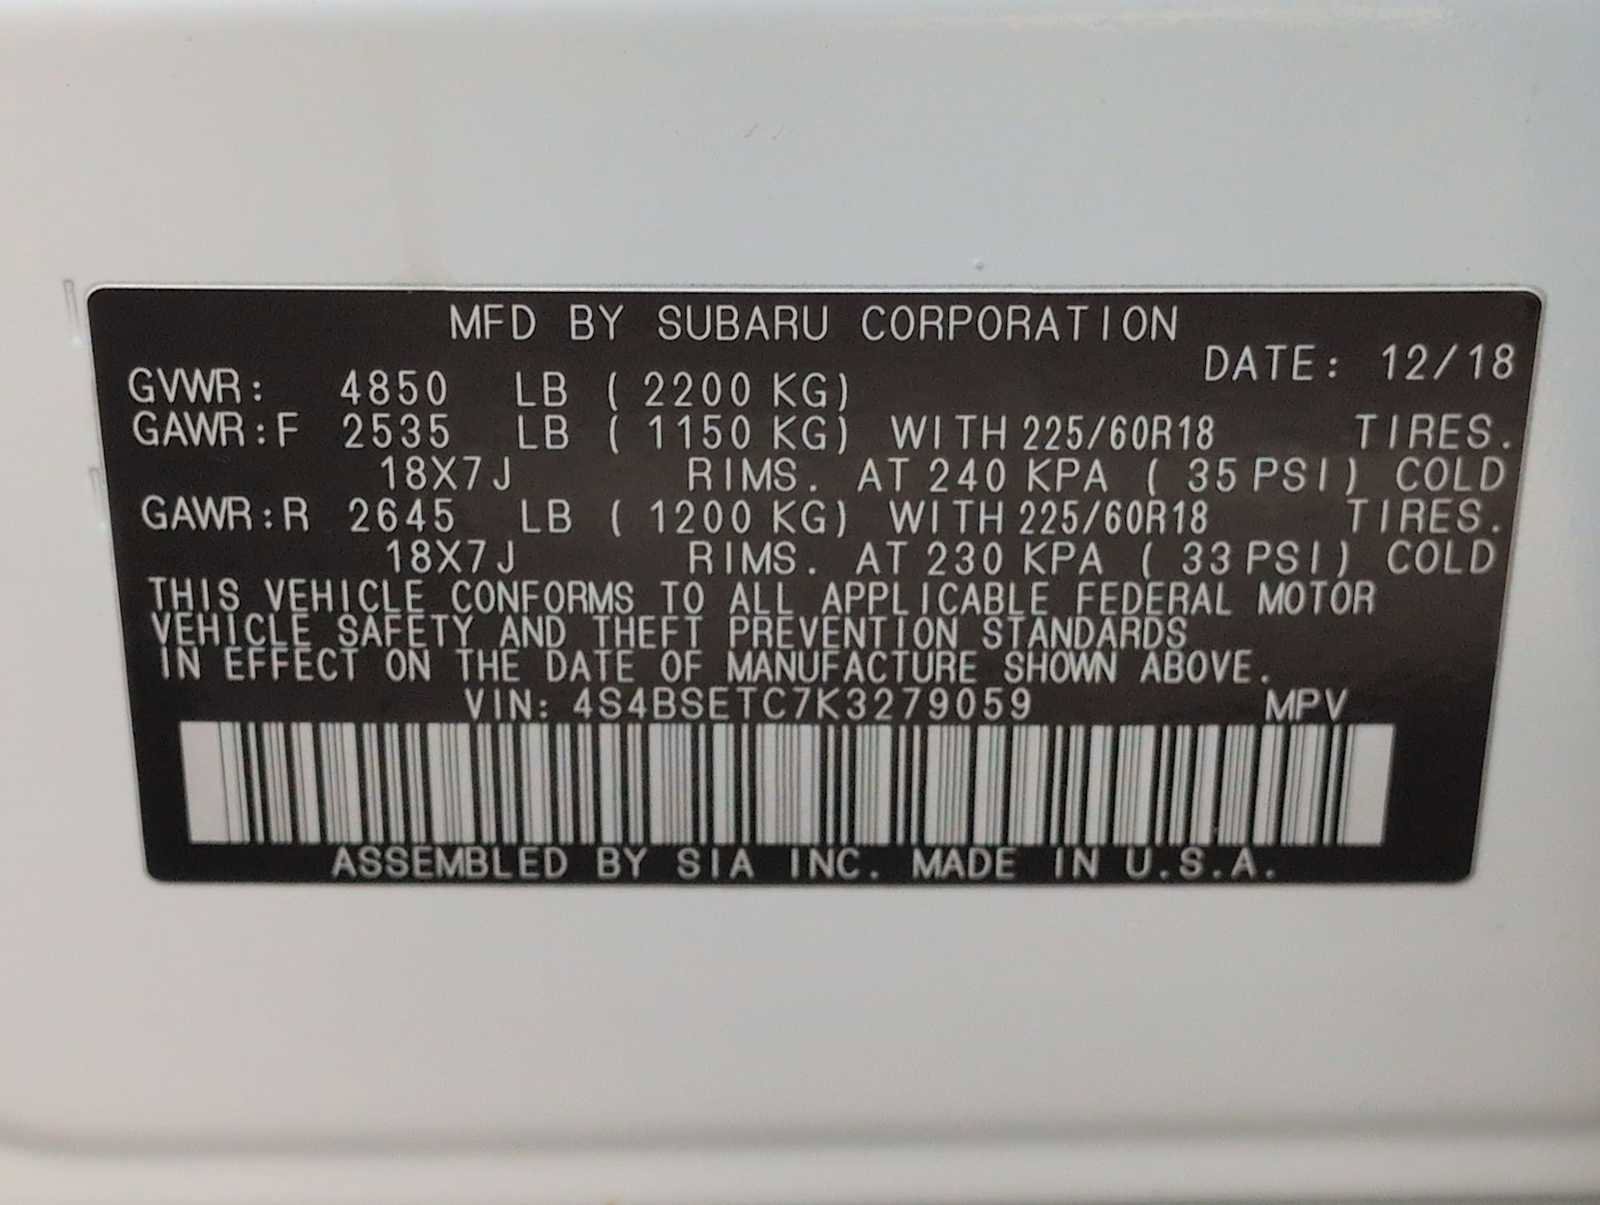 MFD BY SUBARU CORPORATION
DATE: 12/18
GVWR: 4850 LB ( 2200 KG)
GAWR:F 2535 LB ( 1150 KG) WITH 225/60R18 TIRES.
18X7J RIMS. AT 240 KPA ( 35 PSI) COLD
GAWR:R 2645 LB ( 1200 KG) WITH 225/60R18 TIRES.
18X7J RIMS. AT 230 KPA ( 33 PSI) COLD
THIS VEHICLE CONFORMS TO ALL APPLICABLE FEDERAL MOTOR
VEHICLE SAFETY AND THEFT PREVENTION STANDARDS
IN EFFECT ON THE DATE OF MANUFACTURE SHOWN ABOVE.
VIN: 4S4BSETC7K3279059 MPV
ASSEMBLED BY SIA INC. MADE IN U.S.A.